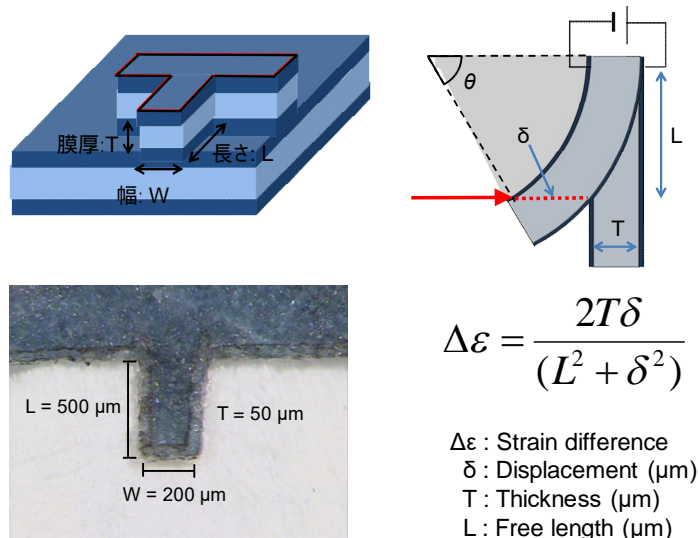 膜厚: T
長さ: L
幅: W
θ
δ
L
T
L = 500 µm
T = 50 µm
W = 200 µm
Δε = 2Tδ / (L² + δ²)
Δε : Strain difference
δ : Displacement (µm)
T : Thickness (µm)
L : Free length (µm)